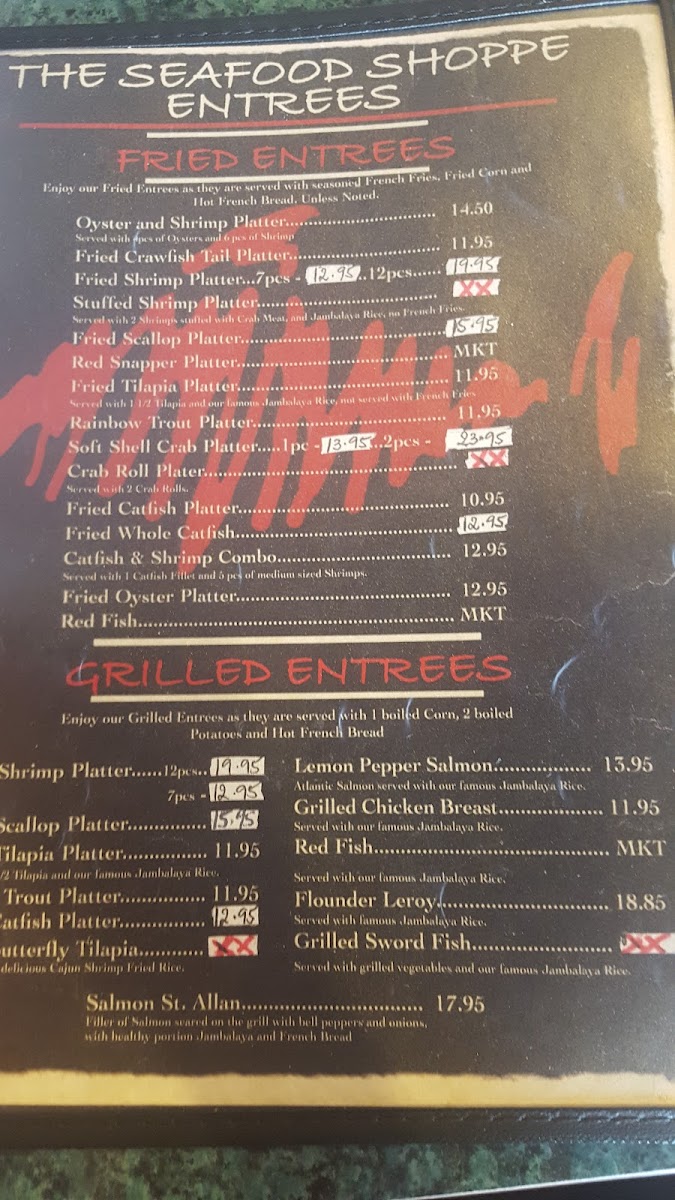 THE SEAFOOD SHOPPE
ENTREES
FRIED ENTREES
Enjoy our Fried Entrees as they are served with seasoned French Fries, Fried Corn and
Hot French Bread. Unless Noted.
Oyster and Shrimp Platter.................................. 14.50
Served with 4pcs of Oysters and 6 pcs of Shrimp
Fried Crawfish Tail Platter.................................. 11.95
Fried Shrimp Platter...7pcs - 12.95..12pcs...... 19.95
Stuffed Shrimp Platter........................................ XX
Served with 2 Shrimps stuffed with Crab Meat, and Jambalaya Rice, no French Fries.
Fried Scallop Platter............................................ 15.95
Red Snapper Platter............................................ MKT
Fried Tilapia Platter............................................ 11.95
Served with 1 1/2 Tilapia and our famous Jambalaya Rice, not served with French Fries
Rainbow Trout Platter........................................ 11.95
Soft Shell Crab Platter.....1pc - 13.95...2pcs - 23.95
Crab Roll Plater.................................................. XX
Served with 2 Crab Rolls.
Fried Catfish Platter............................................ 10.95
Fried Whole Catfish............................................ 12.95
Catfish & Shrimp Combo.................................... 12.95
Served with 1 Catfish Fillet and 5 pcs of medium sized Shrimps.
Fried Oyster Platter............................................ 12.95
Red Fish.............................................................. MKT
GRILLED ENTREES
Enjoy our Grilled Entrees as they are served with 1 boiled Corn, 2 boiled
Potatoes and Hot French Bread
Shrimp Platter......12pcs.. 19.95
7pcs - 12.95
Scallop Platter............... 15.95
Tilapia Platter................ 11.95
/2 Tilapia and our famous Jambalaya Rice.
Trout Platter................ 11.95
atfish Platter................ 12.95
utterfly Tilapia............ XX
delicious Cajun Shrimp Fried Rice.
Lemon Pepper Salmon.................. 13.95
Atlantic Salmon served with our famous Jambalaya Rice.
Grilled Chicken Breast................... 11.95
Served with our famous Jambalaya Rice.
Red Fish............................................ MKT
Served with our famous Jambalaya Rice.
Flounder Leroy................................ 18.85
Served with famous Jambalaya Rice.
Grilled Sword Fish.......................... XX
Served with grilled vegetables and our famous Jambalaya Rice.
Salmon St. Allan.................................. 17.95
Filler of Salmon seared on the grill with bell peppers and onions,
with healthy portion Jambalaya and French Bread